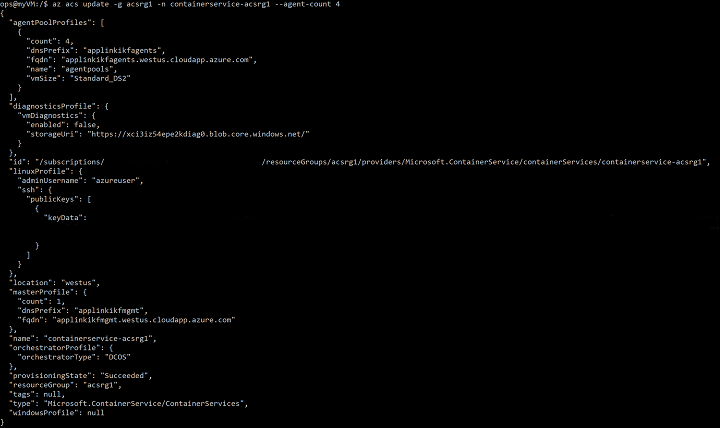 ops@myVM:/$ az acs update -g acsrg1 -n containerservice-acsrg1 --agent-count 4
{
  "agentPoolProfiles": [
    {
      "count": 4,
      "dnsPrefix": "applinkikfagents",
      "fqdn": "applinkikfagents.westus.cloudapp.azure.com",
      "name": "agentpools",
      "vmSize": "Standard_DS2"
    }
  ],
  "diagnosticsProfile": {
    "vmDiagnostics": {
      "enabled": false,
      "storageUri": "https://xci3iz54epe2kdiag0.blob.core.windows.net/"
    }
  },
  "id": "/subscriptions/ /resourceGroups/acsrg1/providers/Microsoft.ContainerService/containerServices/containerservice-acsrg1",
  "linuxProfile": {
    "adminUsername": "azureuser",
    "ssh": {
      "publicKeys": [
        {
          "keyData":
        }
      ]
    }
  },
  "location": "westus",
  "masterProfile": {
    "count": 1,
    "dnsPrefix": "applinkikfmgmt",
    "fqdn": "applinkikfmgmt.westus.cloudapp.azure.com"
  },
  "name": "containerservice-acsrg1",
  "orchestratorProfile": {
    "orchestratorType": "DCOS"
  },
  "provisioningState": "Succeeded",
  "resourceGroup": "acsrg1",
  "tags": null,
  "type": "Microsoft.ContainerService/ContainerServices",
  "windowsProfile": null
}